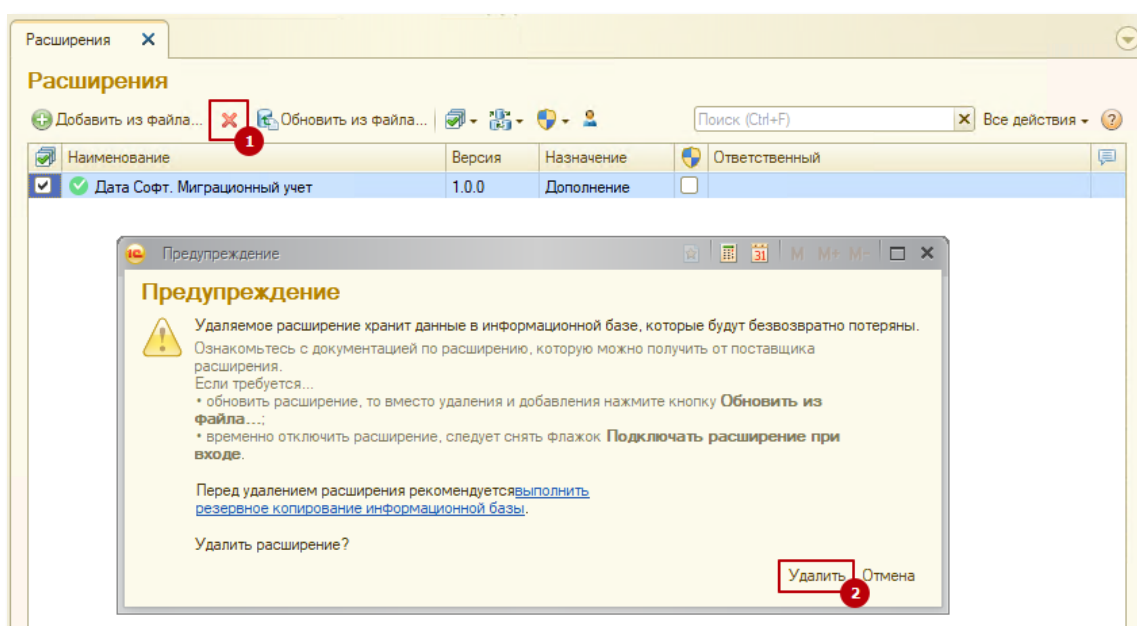 Расширения
Расширения
Добавить из файла... Обновить из файла... Поиск (Ctrl+F) Все действия
1
Наименование Версия Назначение Ответственный
Дата Софт. Миграционный учет 1.0.0 Дополнение
1С Предупреждение 31 M M+ M-
Предупреждение
Удаляемое расширение хранит данные в информационной базе, которые будут безвозвратно потеряны.
Ознакомьтесь с документацией по расширению, которую можно получить от поставщика
расширения.
Если требуется...
• обновить расширение, то вместо удаления и добавления нажмите кнопку Обновить из
файла...;
• временно отключить расширение, следует снять флажок Подключать расширение при
входе.
Перед удалением расширения рекомендуетсявыполнить
резервное копирование информационной базы.
Удалить расширение?
Удалить Отмена
2